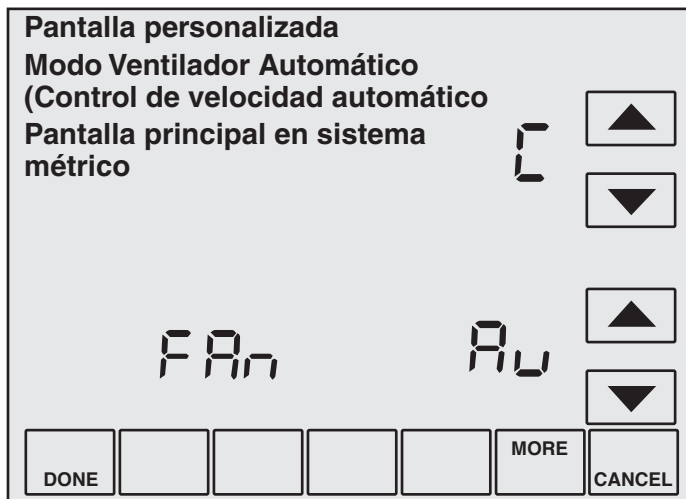 Pantalla personalizada
Modo Ventilador Automático
(Control de velocidad automático
Pantalla principal en sistema
métrico
C
FAn Au
DONE MORE CANCEL